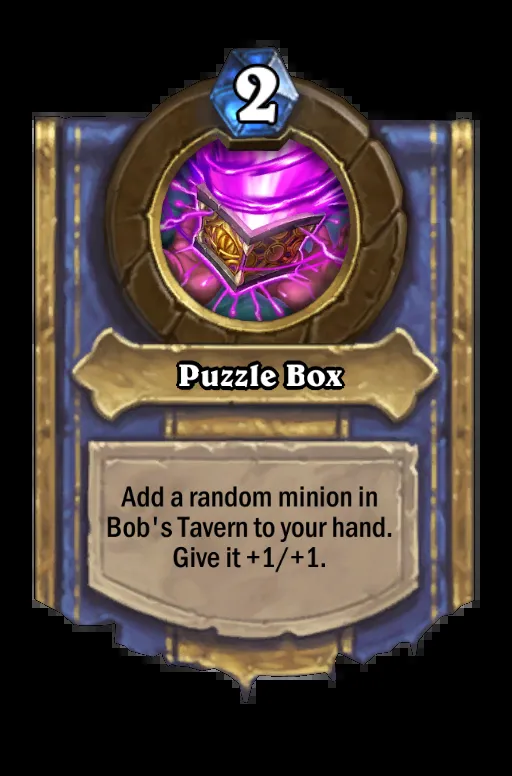 2
Puzzle Box
Add a random minion in
Bob's Tavern to your hand.
Give it +1/+1.